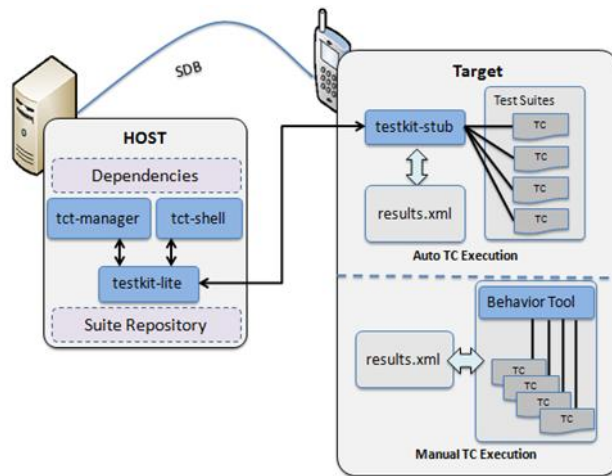 SDB
HOST
Dependencies
tct-manager
tct-shell
testkit-lite
Suite Repository
Target
Test Suites
testkit-stub
TC
TC
TC
TC
results.xml
Auto TC Execution
Behavior Tool
results.xml
TC
TC
TC
TC
Manual TC Execution